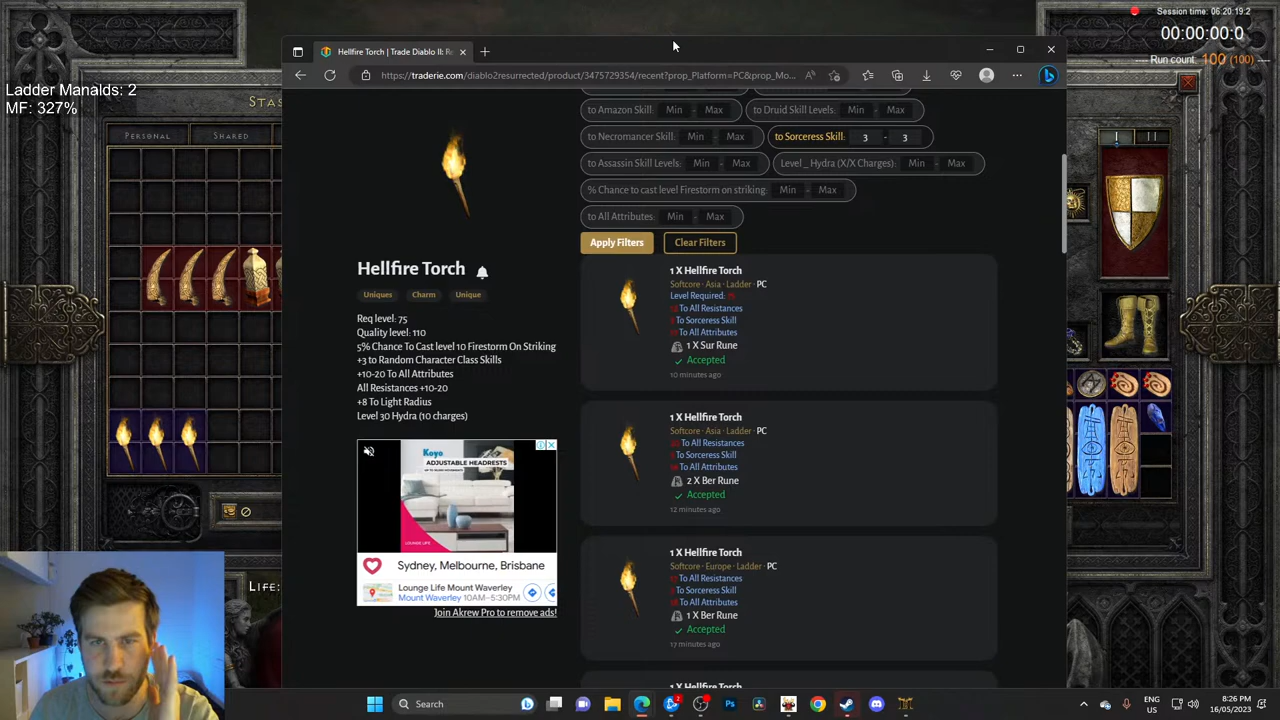 Session time: 06:20:19.2
00:00:00:0
Run count. 100 (100)
Ladder Manalds: 2
MF: 327%
STAS
PERSONAL
SHARED
LIFE:
Hellfire Torch | Trade Diablo II: Re
https://traderie.com/diablo2resurrected/product/3475729354/recent?prop_Platform=PC&prop_Mo...
to Amazon Skill: Min - Max
to Druid Skill Levels: Min - Max
to Necromancer Skill: Min - Max
to Sorceress Skill: 3 3
to Assassin Skill Levels: Min - Max
Level_ Hydra (X/X Charges): Min - Max
% Chance to cast level Firestorm on striking: Min - Max
to All Attributes: Min - Max
Apply Filters
Clear Filters
Hellfire Torch
Uniques
Charm
Unique
Req level: 75
Quality level: 110
5% Chance To Cast level 10 Firestorm On Striking
+3 to Random Character Class Skills
+10-20 To All Attributes
All Resistances +10-20
+8 To Light Radius
Level 30 Hydra (10 charges)
Koyo
ADJUSTABLE HEADRESTS
LOUNGE LIFE
Sydney, Melbourne, Brisbane
Lounge Life Mount Waverley
Mount Waverley 10AM–5:30PM
Join Akrew Pro to remove ads!
1 X Hellfire Torch
Softcore · Asia · Ladder · PC
Level Required:
To All Resistances
To Sorceress Skill
To All Attributes
1 X Sur Rune
Accepted
10 minutes ago
1 X Hellfire Torch
Softcore · Asia · Ladder · PC
To All Resistances
To Sorceress Skill
To All Attributes
2 X Ber Rune
Accepted
12 minutes ago
1 X Hellfire Torch
Softcore · Europe · Ladder · PC
To All Resistances
To Sorceress Skill
To All Attributes
1 X Ber Rune
Accepted
17 minutes ago
1 X Hellfire Torch
Search
ENG
US
8:26 PM
16/05/2023